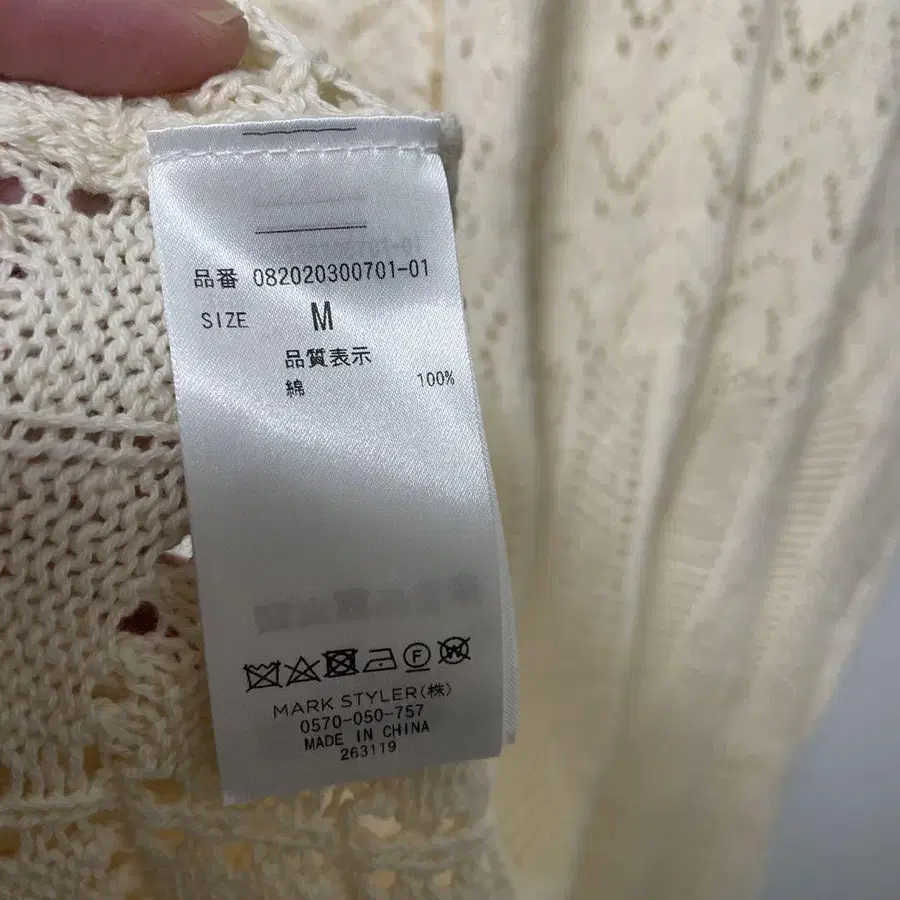 品番 082020300701-01
SIZE M
品質表示
綿 100%
F W
MARK STYLER(株)
0570-050-757
MADE IN CHINA
263119